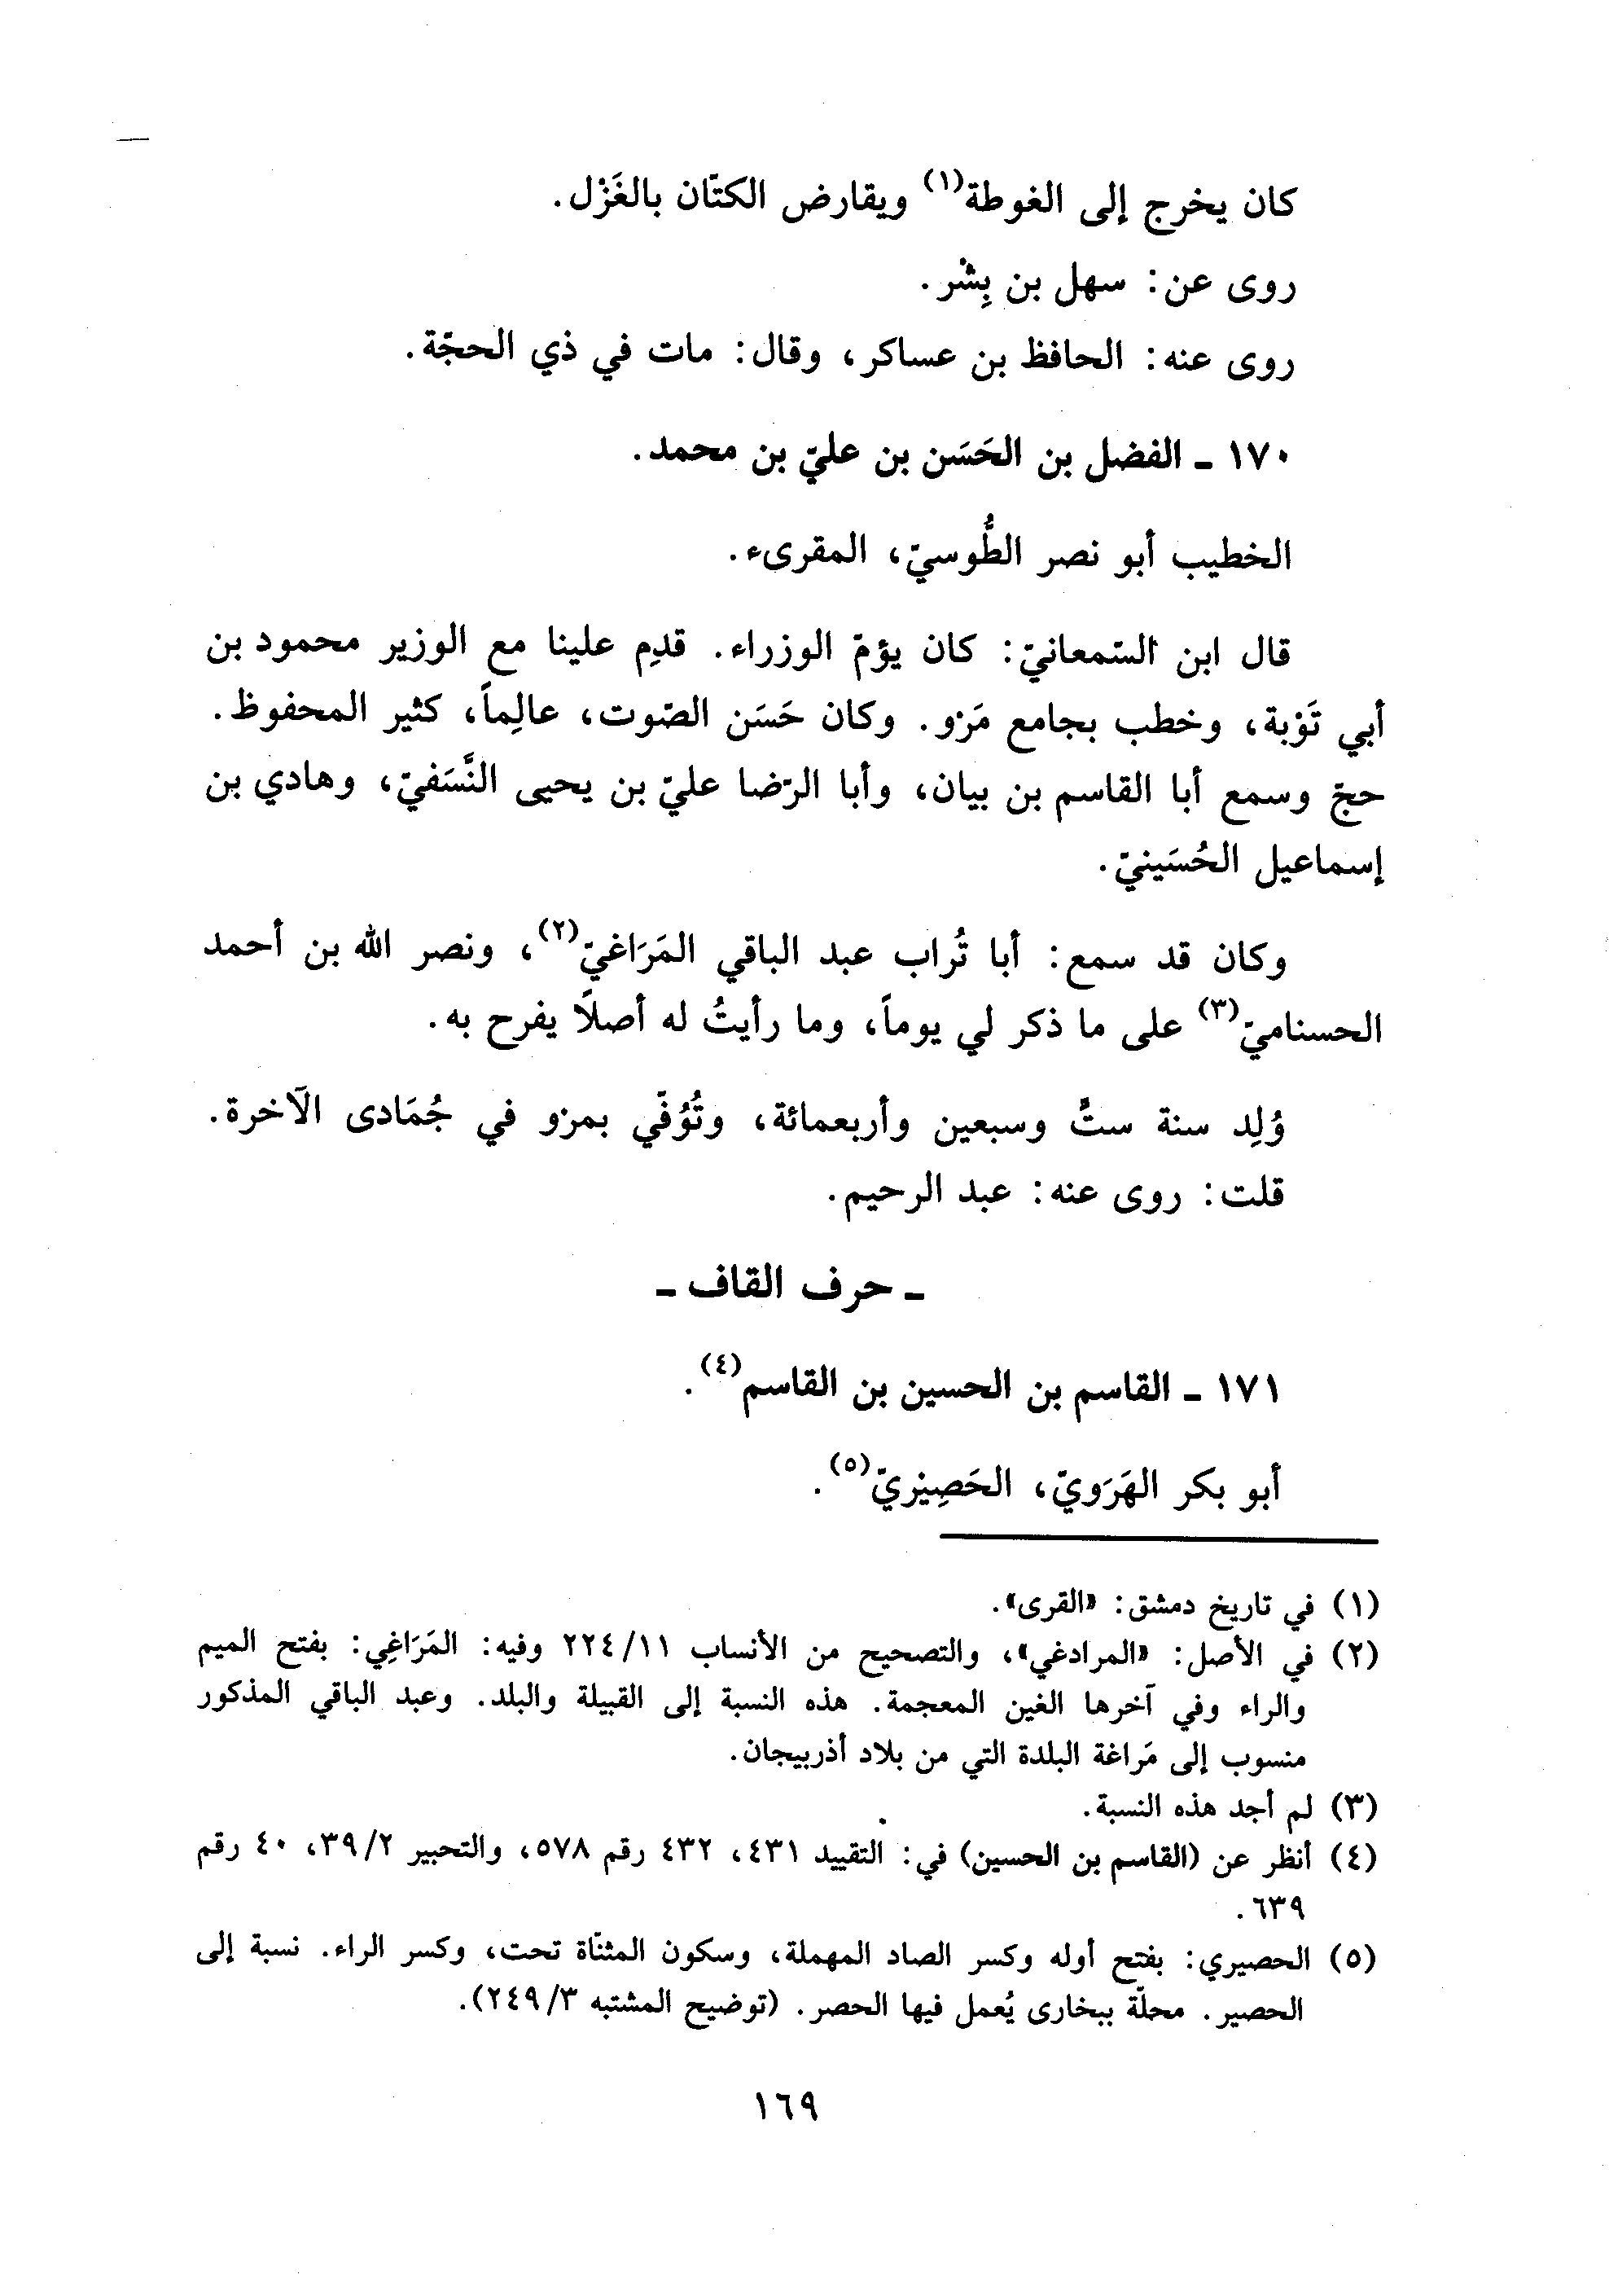 كان يخرج إلى الغوطة(١) ويقارض الكتّان بالغَزْل.
روى عن: سهل بن بِشْر.
روى عنه: الحافظ بن عساكر، وقال: مات في ذي الحجّة.
١٧٠ ـ الفضل بن الحَسَن بن عليّ بن محمد.
الخطيب أبو نصر الطُّوسيّ، المقرىء.
قال ابن السّمعانيّ: كان يؤمّ الوزراء. قدِم علينا مع الوزير محمود بن
أبي تَوْبة، وخطب بجامع مَرْو. وكان حَسَن الصّوت، عالِماً، كثير المحفوظ.
حجّ وسمع أبا القاسم بن بيان، وأبا الرّضا عليّ بن يحيى النَّسَفيّ، وهادي بن
إسماعيل الحُسَينيّ.
وكان قد سمع: أبا تُراب عبد الباقي المَرَاغيّ(٢)، ونصر الله بن أحمد
الحسناميّ(٣) على ما ذكر لي يوماً، وما رأيتُ له أصلًا يفرح به.
وُلِد سنة ستٍّ وسبعين وأربعمائة، وتُوُفّي بمرو في جُمَادى الآخرة.
قلت: روى عنه: عبد الرحيم.
ـ حرف القاف ـ
١٧١ ـ القاسم بن الحسين بن القاسم(٤).
أبو بكر الهَرَويّ، الحَصِيْريّ(٥).
(١) في تاريخ دمشق: «القرى».
(٢) في الأصل: «المرادغي»، والتصحيح من الأنساب ٢٢٤/١١ وفيه: المَرَاغِي: بفتح الميم
والراء وفي آخرها الغين المعجمة. هذه النسبة إلى القبيلة والبلد. وعبد الباقي المذكور
منسوب إلى مَراغة البلدة التي من بلاد أذربيجان.
(٣) لم أجد هذه النسبة.
(٤) أنظر عن (القاسم بن الحسين) في: التقييد ٤٣١، ٤٣٢ رقم ٥٧٨، والتحبير ٣٩/٢، ٤٠ رقم
٦٣٩.
(٥) الحصيري: بفتح أوله وكسر الصاد المهملة، وسكون المثنّاة تحت، وكسر الراء. نسبة إلى
الحصير. محلّة ببخارى يُعمل فيها الحصر. (توضيح المشتبه ٢٤٩/٣).
١٦٩